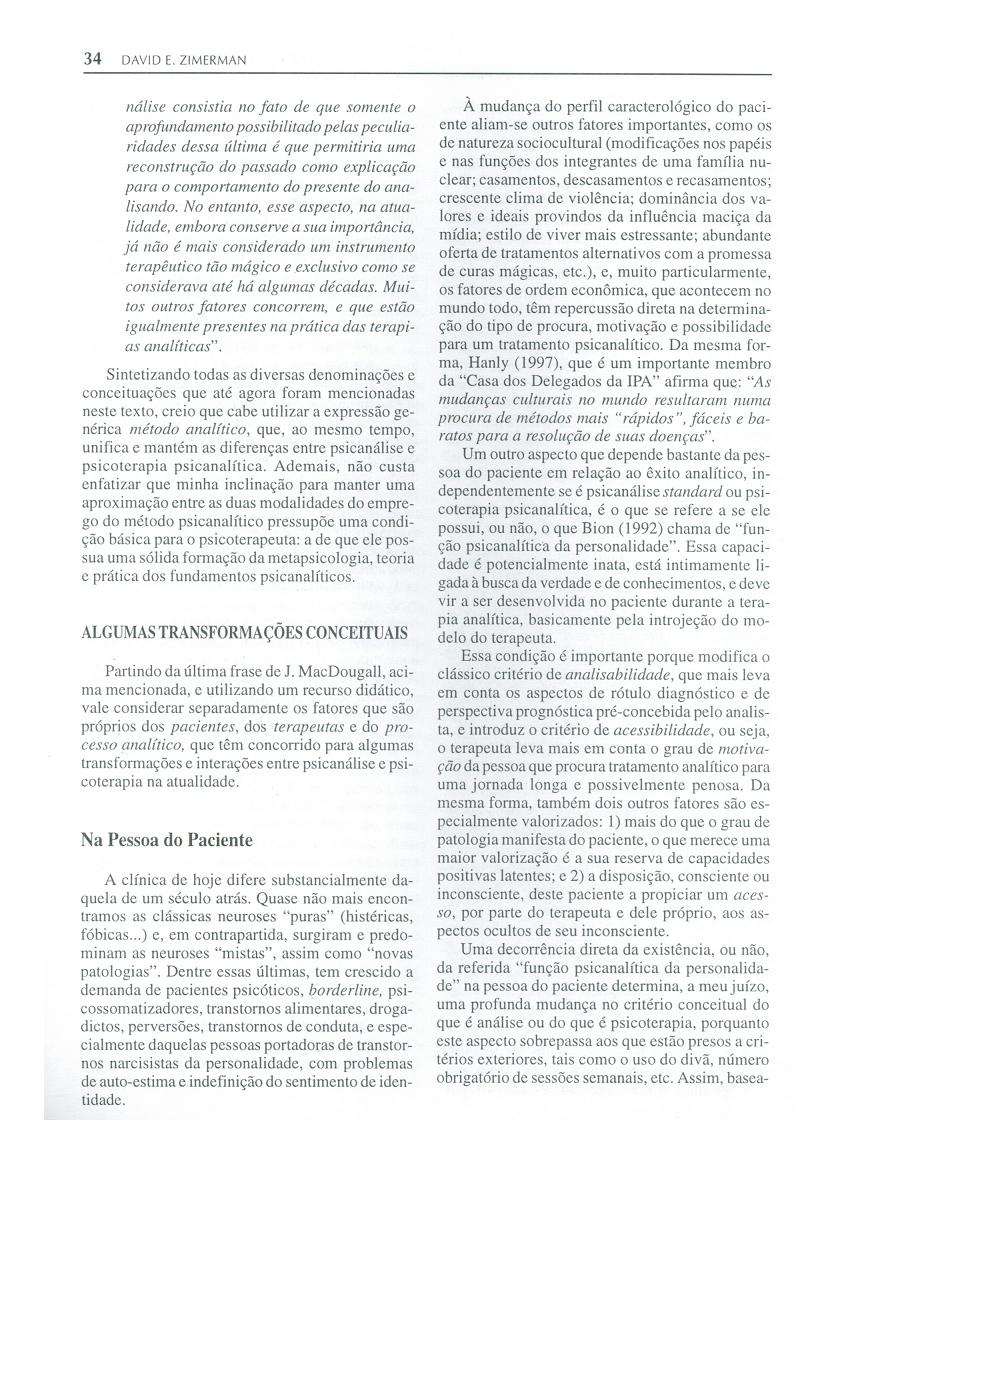 34 DAVID E. ZIMERMAN
nálise consistia no fato de que somente o
aprofundamento possibilitado pelas peculia-
ridades dessa última é que permitiria uma
reconstrução do passado como explicação
para o comportamento do presente do ana-
lisando. No entanto, esse aspecto, na atua-
lidade, embora conserve a sua importância,
já não é mais considerado um instrumento
terapêutico tão mágico e exclusivo como se
considerava até há algumas décadas. Mui-
tos outros fatores concorrem, e que estão
igualmente presentes na prática das terapi-
as analíticas”.
Sintetizando todas as diversas denominações e
conceituações que até agora foram mencionadas
neste texto, creio que cabe utilizar a expressão ge-
nérica método analítico, que, ao mesmo tempo,
unifica e mantém as diferenças entre psicanálise e
psicoterapia psicanalítica. Ademais, não custa
enfatizar que minha inclinação para manter uma
aproximação entre as duas modalidades do empre-
go do método psicanalítico pressupõe uma condi-
ção básica para o psicoterapeuta: a de que ele pos-
sua uma sólida formação da metapsicologia, teoria
e prática dos fundamentos psicanalíticos.
ALGUMAS TRANSFORMAÇÕES CONCEITUAIS
Partindo da última frase de J. MacDougall, aci-
ma mencionada, e utilizando um recurso didático,
vale considerar separadamente os fatores que são
próprios dos pacientes, dos terapeutas e do pro-
cesso analítico, que têm concorrido para algumas
transformações e interações entre psicanálise e psi-
coterapia na atualidade.
Na Pessoa do Paciente
A clínica de hoje difere substancialmente da-
quela de um século atrás. Quase não mais encon-
tramos as clássicas neuroses “puras” (histéricas,
fóbicas...) e, em contrapartida, surgiram e predo-
minam as neuroses “mistas”, assim como “novas
patologias”. Dentre essas últimas, tem crescido a
demanda de pacientes psicóticos, borderline, psi-
cossomatizadores, transtornos alimentares, droga-
dictos, perversões, transtornos de conduta, e espe-
cialmente daquelas pessoas portadoras de transtor-
nos narcisistas da personalidade, com problemas
de auto-estima e indefinição do sentimento de iden-
tidade.
À mudança do perfil caracterológico do paci-
ente aliam-se outros fatores importantes, como os
de natureza sociocultural (modificações nos papéis
e nas funções dos integrantes de uma família nu-
clear; casamentos, descasamentos e recasamentos;
crescente clima de violência; dominância dos va-
lores e ideais provindos da influência maciça da
mídia; estilo de viver mais estressante; abundante
oferta de tratamentos alternativos com a promessa
de curas mágicas, etc.), e, muito particularmente,
os fatores de ordem econômica, que acontecem no
mundo todo, têm repercussão direta na determina-
ção do tipo de procura, motivação e possibilidade
para um tratamento psicanalítico. Da mesma for-
ma, Hanly (1997), que é um importante membro
da “Casa dos Delegados da IPA” afirma que: “As
mudanças culturais no mundo resultaram numa
procura de métodos mais “rápidos”, fáceis e ba-
ratos para a resolução de suas doenças”.
Um outro aspecto que depende bastante da pes-
soa do paciente em relação ao êxito analítico, in-
dependentemente se é psicanálise standard ou psi-
coterapia psicanalítica, é o que se refere a se ele
possui, ou não, o que Bion (1992) chama de “fun-
ção psicanalítica da personalidade”. Essa capaci-
dade é potencialmente inata, está intimamente li-
gada à busca da verdade e de conhecimentos, e deve
vir a ser desenvolvida no paciente durante a tera-
pia analítica, basicamente pela introjeção do mo-
delo do terapeuta.
Essa condição é importante porque modifica o
clássico critério de analisabilidade, que mais leva
em conta os aspectos de rótulo diagnóstico e de
perspectiva prognóstica pré-concebida pelo analis-
ta, e introduz o critério de acessibilidade, ou seja,
o terapeuta leva mais em conta o grau de motiva-
ção da pessoa que procura tratamento analítico para
uma jornada longa e possivelmente penosa. Da
mesma forma, também dois outros fatores são es-
pecialmente valorizados: 1) mais do que o grau de
patologia manifesta do paciente, o que merece uma
maior valorização é a sua reserva de capacidades
positivas latentes; e 2) a disposição, consciente ou
inconsciente, deste paciente a propiciar um aces-
so, por parte do terapeuta e dele próprio, aos as-
pectos ocultos de seu inconsciente.
Uma decorrência direta da existência, ou não,
da referida “função psicanalítica da personalida-
de” na pessoa do paciente determina, a meu juízo,
uma profunda mudança no critério conceitual do
que é análise ou do que é psicoterapia, porquanto
este aspecto sobrepassa aos que estão presos a cri-
térios exteriores, tais como o uso do divã, número
obrigatório de sessões semanais, etc. Assim, basea-